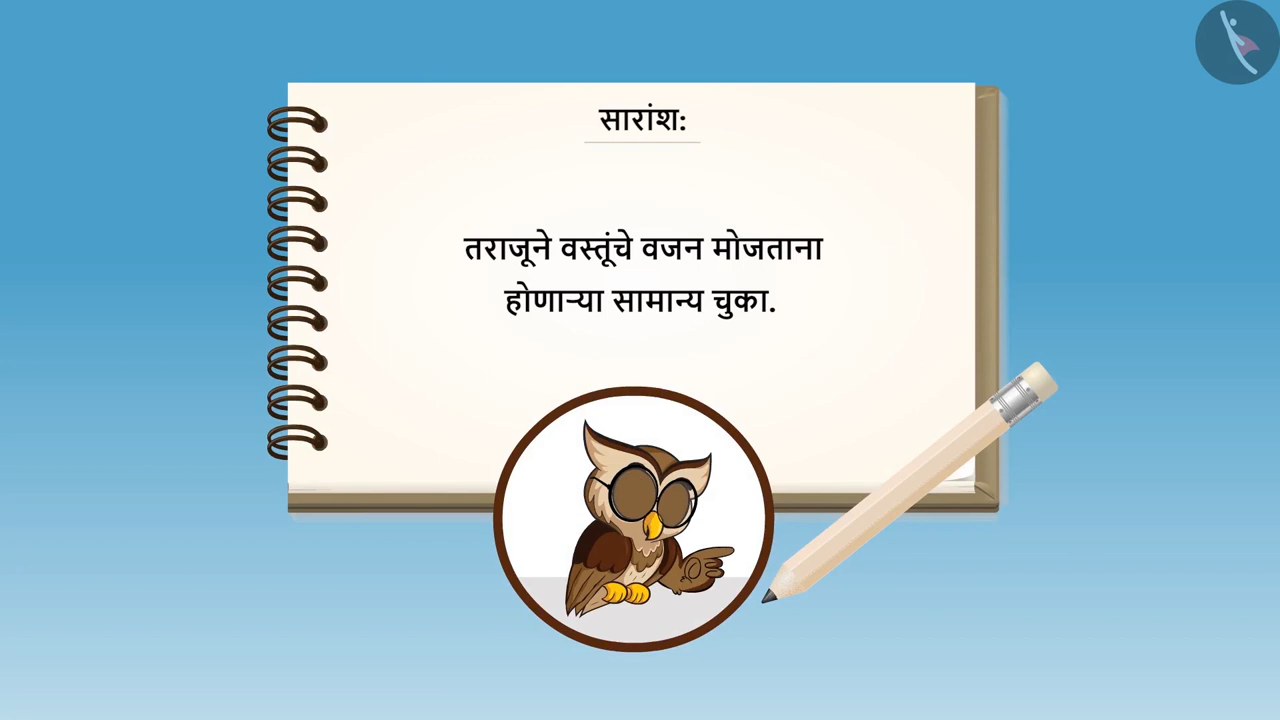 सारांश:
तराजूने वस्तूंचे वजन मोजताना
होणाऱ्या सामान्य चुका.